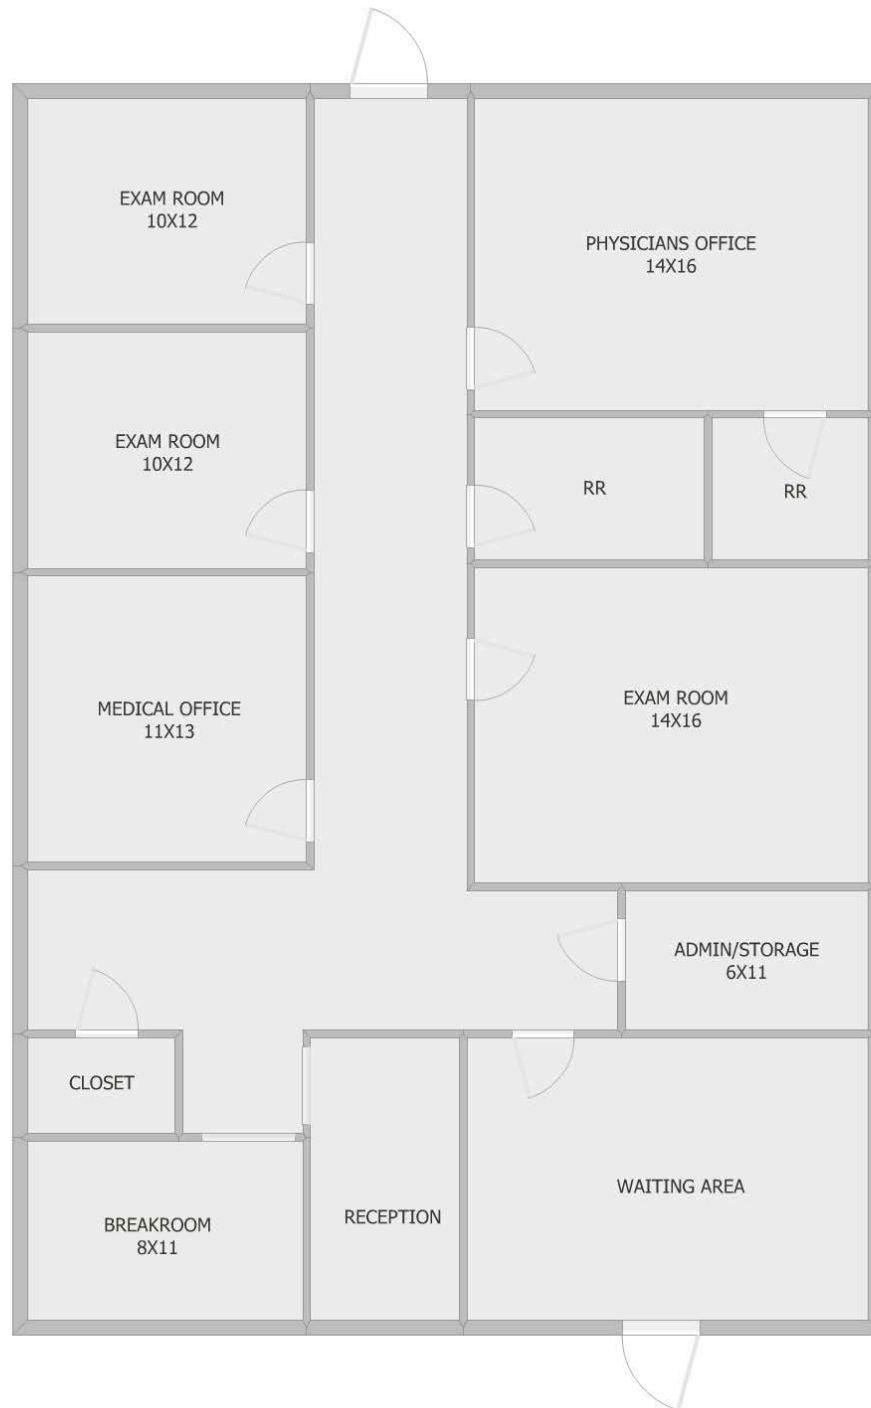 EXAM ROOM
10X12
PHYSICIANS OFFICE
14X16
EXAM ROOM
10X12
RR
RR
MEDICAL OFFICE
11X13
EXAM ROOM
14X16
ADMIN/STORAGE
6X11
CLOSET
BREAKROOM
8X11
RECEPTION
WAITING AREA